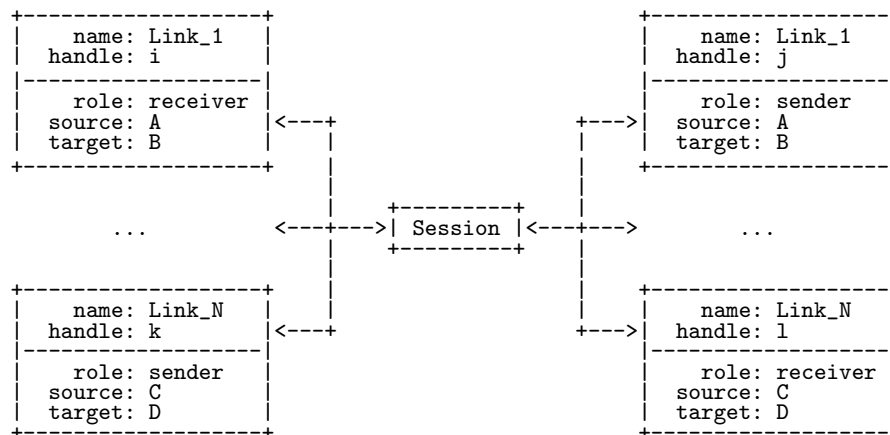 name: Link_1
handle: i
role: receiver
source: A
target: B
name: Link_1
handle: j
role: sender
source: A
target: B
...
Session
...
name: Link_N
handle: k
role: sender
source: C
target: D
name: Link_N
handle: l
role: receiver
source: C
target: D